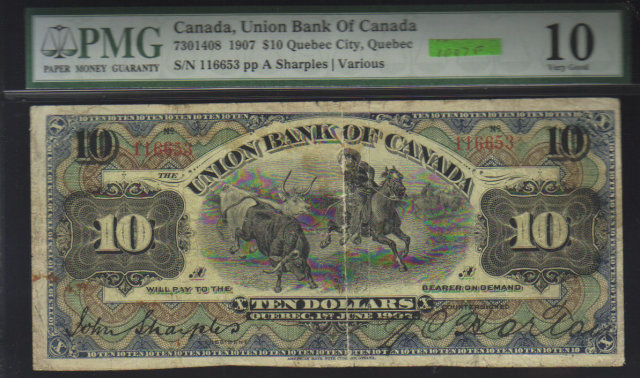 PMG
PAPER MONEY GUARANTY
Canada, Union Bank Of Canada
7301408 1907 $10 Quebec City, Quebec
S/N 116653 pp A Sharples | Various
10
Very Good
10 No 116653 No 116653 10
THE
UNION BANK OF CANADA
10 10
A A
WILL PAY TO THE BEARER ON DEMAND
X TEN DOLLARS X
QUEBEC, 1ST JUNE 1907
John Sharples